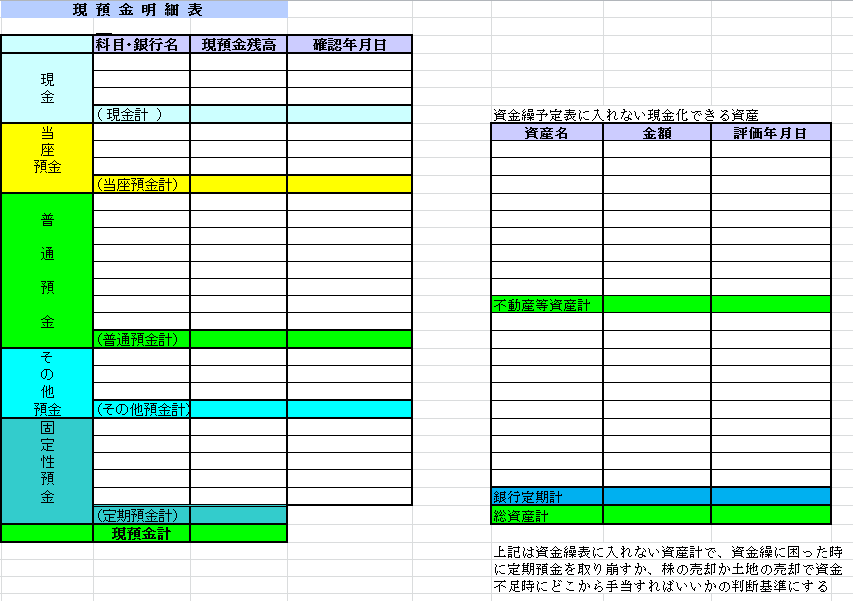 現 預 金 明 細 表
科目・銀行名 現預金残高 確認年月日
現
金
( 現金計 )
当
座
預金
(当座預金計)
普
通
預
金
(普通預金計)
そ
の
他
預金
(その他預金計)
固
定
性
預
金
(定期預金計)
現預金計
資金繰予定表に入れない現金化できる資産
資産名 金額 評価年月日
不動産等資産計
銀行定期計
総資産計
上記は資金繰表に入れない資産計で、資金繰に困った時
に定期預金を取り崩すか、株の売却か土地の売却で資金
不足時にどこから手当すればいいかの判断基準にする